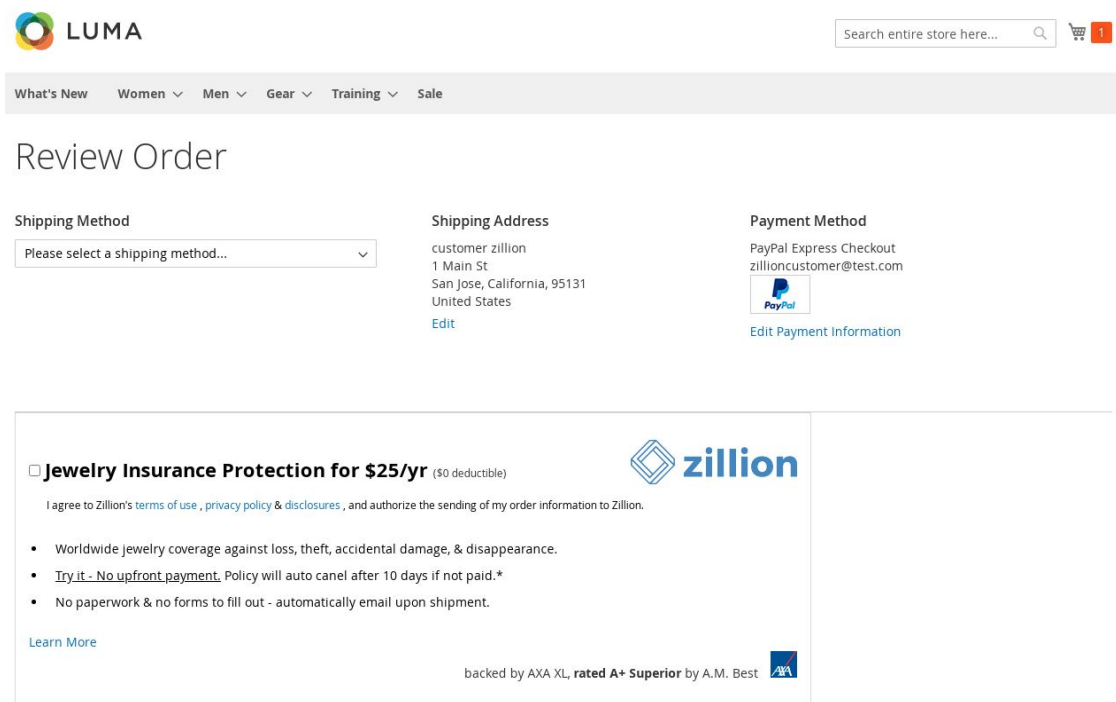 LUMA
Search entire store here...
1
What's New Women Men Gear Training Sale
Review Order
Shipping Method
Please select a shipping method...
Shipping Address
customer zillion
1 Main St
San Jose, California, 95131
United States
Edit
Payment Method
PayPal Express Checkout
zillioncustomer@test.com
PayPal
Edit Payment Information
Jewelry Insurance Protection for $25/yr ($0 deductible)
zillion
I agree to Zillion's terms of use , privacy policy & disclosures , and authorize the sending of my order information to Zillion.
• Worldwide jewelry coverage against loss, theft, accidental damage, & disappearance.
• Try it - No upfront payment. Policy will auto canel after 10 days if not paid.*
• No paperwork & no forms to fill out - automatically email upon shipment.
Learn More
backed by AXA XL, rated A+ Superior by A.M. Best
AXA